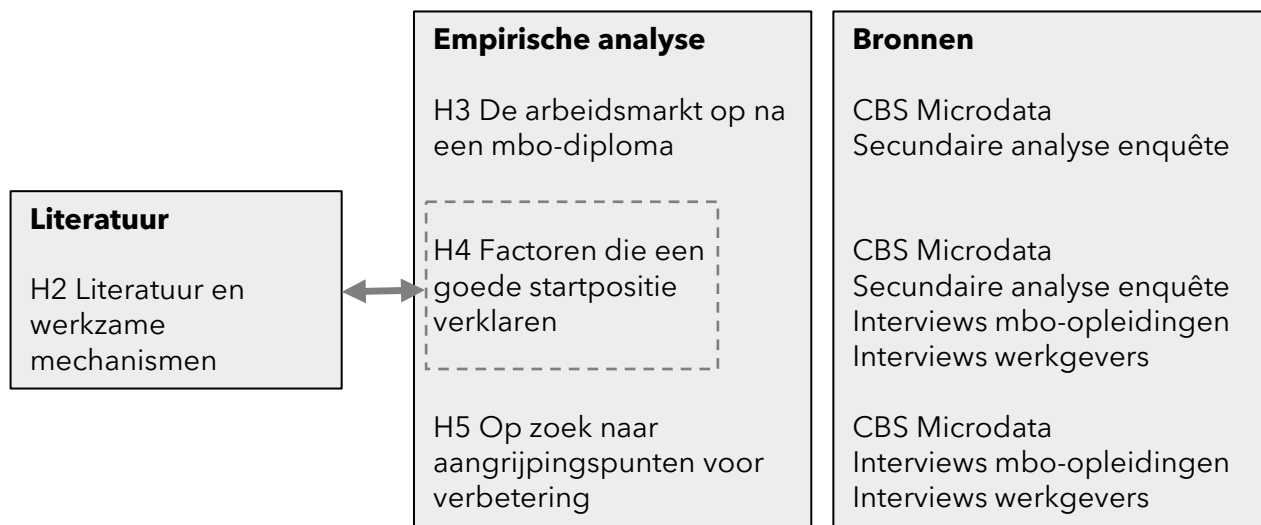 Literatuur
H2 Literatuur en
werkzame
mechanismen
Empirische analyse
H3 De arbeidsmarkt op na
een mbo-diploma
H4 Factoren die een
goede startpositie
verklaren
H5 Op zoek naar
aangrijpingspunten voor
verbetering
Bronnen
CBS Microdata
Secundaire analyse enquête
CBS Microdata
Secundaire analyse enquête
Interviews mbo-opleidingen
Interviews werkgevers
CBS Microdata
Interviews mbo-opleidingen
Interviews werkgevers